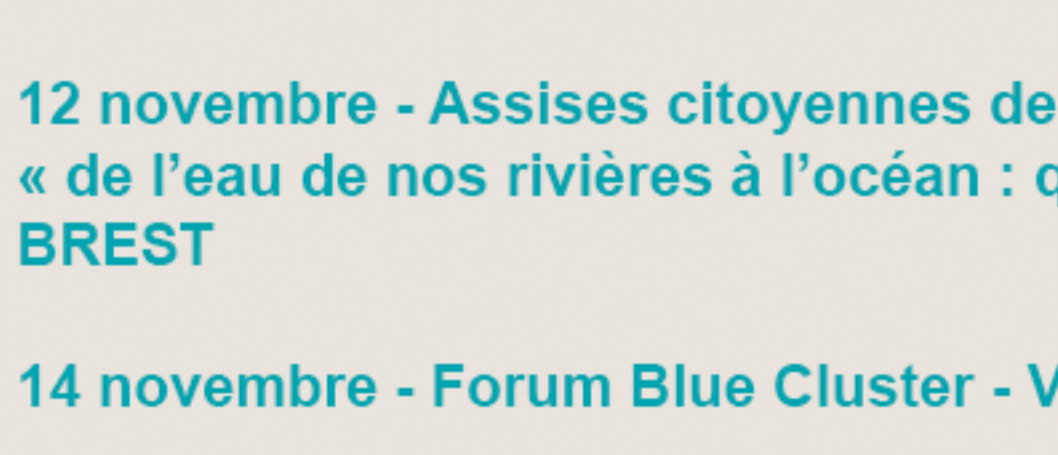 12 novembre - Assises citoyennes de
« de l’eau de nos rivières à l’océan :
BREST
14 novembre - Forum Blue Cluster -